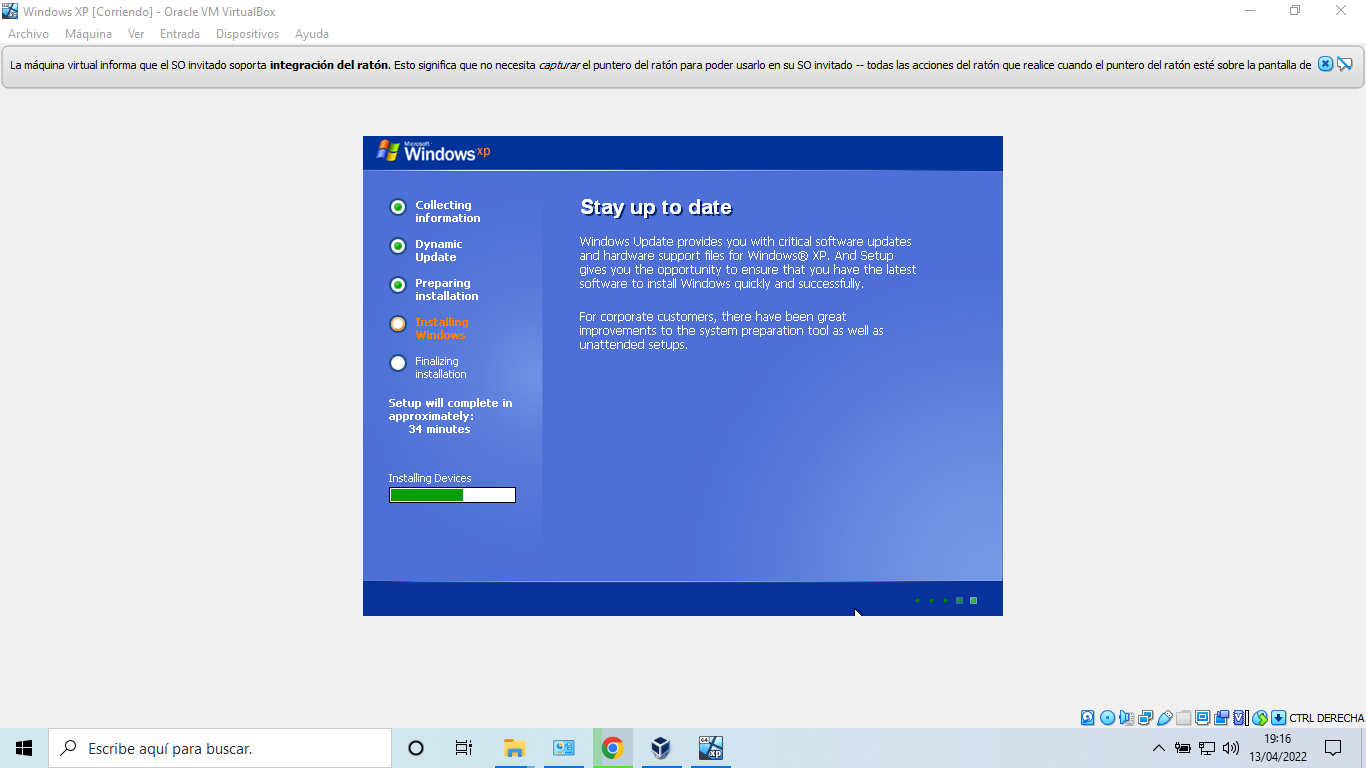 Windows XP [Corriendo] - Oracle VM VirtualBox
Archivo Máquina Ver Entrada Dispositivos Ayuda
La máquina virtual informa que el SO invitado soporta integración del ratón. Esto significa que no necesita capturar el puntero del ratón para poder usarlo en su SO invitado -- todas las acciones del ratón que realice cuando el puntero del ratón esté sobre la pantalla de
Microsoft
Windows xp
Collecting
information
Dynamic
Update
Preparing
installation
Installing
Windows
Finalizing
installation
Setup will complete in
approximately:
34 minutes
Installing Devices
Stay up to date
Windows Update provides you with critical software updates
and hardware support files for Windows® XP. And Setup
gives you the opportunity to ensure that you have the latest
software to install Windows quickly and successfully.
For corporate customers, there have been great
improvements to the system preparation tool as well as
unattended setups.
CTRL DERECHA
Escribe aquí para buscar.
64
xp
19:16
13/04/2022